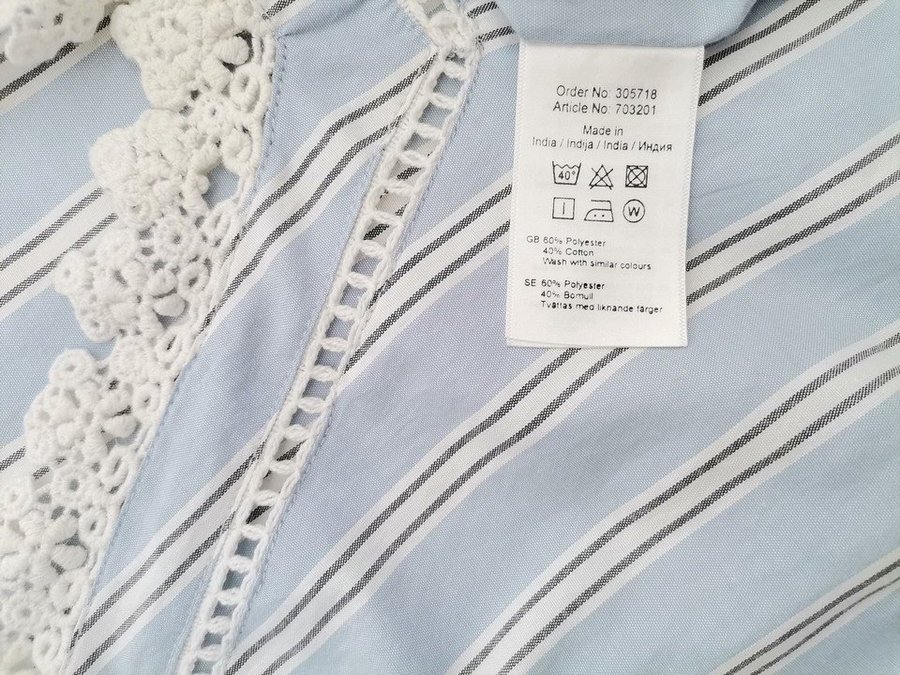 Order No: 305718
Article No: 703201
Made in
India / Indija / India / Индия
40°
W
GB 60% Polyester
40% Cotton
Wash with similar colours
SE 60% Polyester
40% Bomull
Tvättas med liknande färger